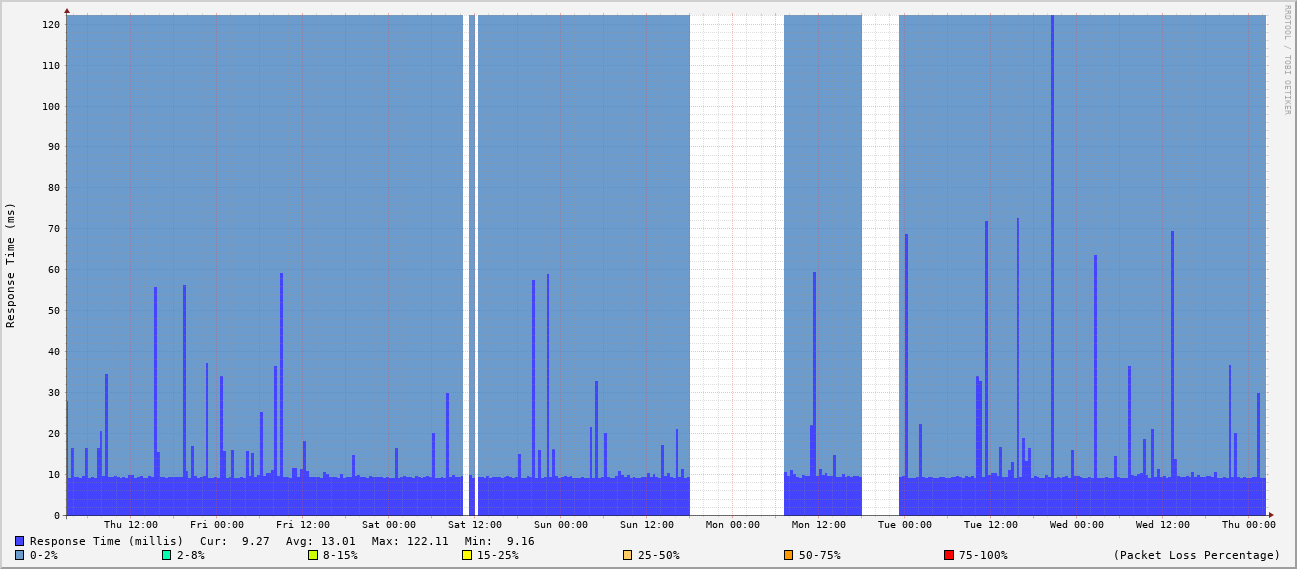 RRDTOOL / TOBI OETIKER
Response Time (ms)
120
110
100
90
80
70
60
50
40
30
20
10
0
Thu 12:00 Fri 00:00 Fri 12:00 Sat 00:00 Sat 12:00 Sun 00:00 Sun 12:00 Mon 00:00 Mon 12:00 Tue 00:00 Tue 12:00 Wed 00:00 Wed 12:00 Thu 00:00
Response Time (millis) Cur: 9.27 Avg: 13.01 Max: 122.11 Min: 9.16
0-2% 2-8% 8-15% 15-25% 25-50% 50-75% 75-100% (Packet Loss Percentage)